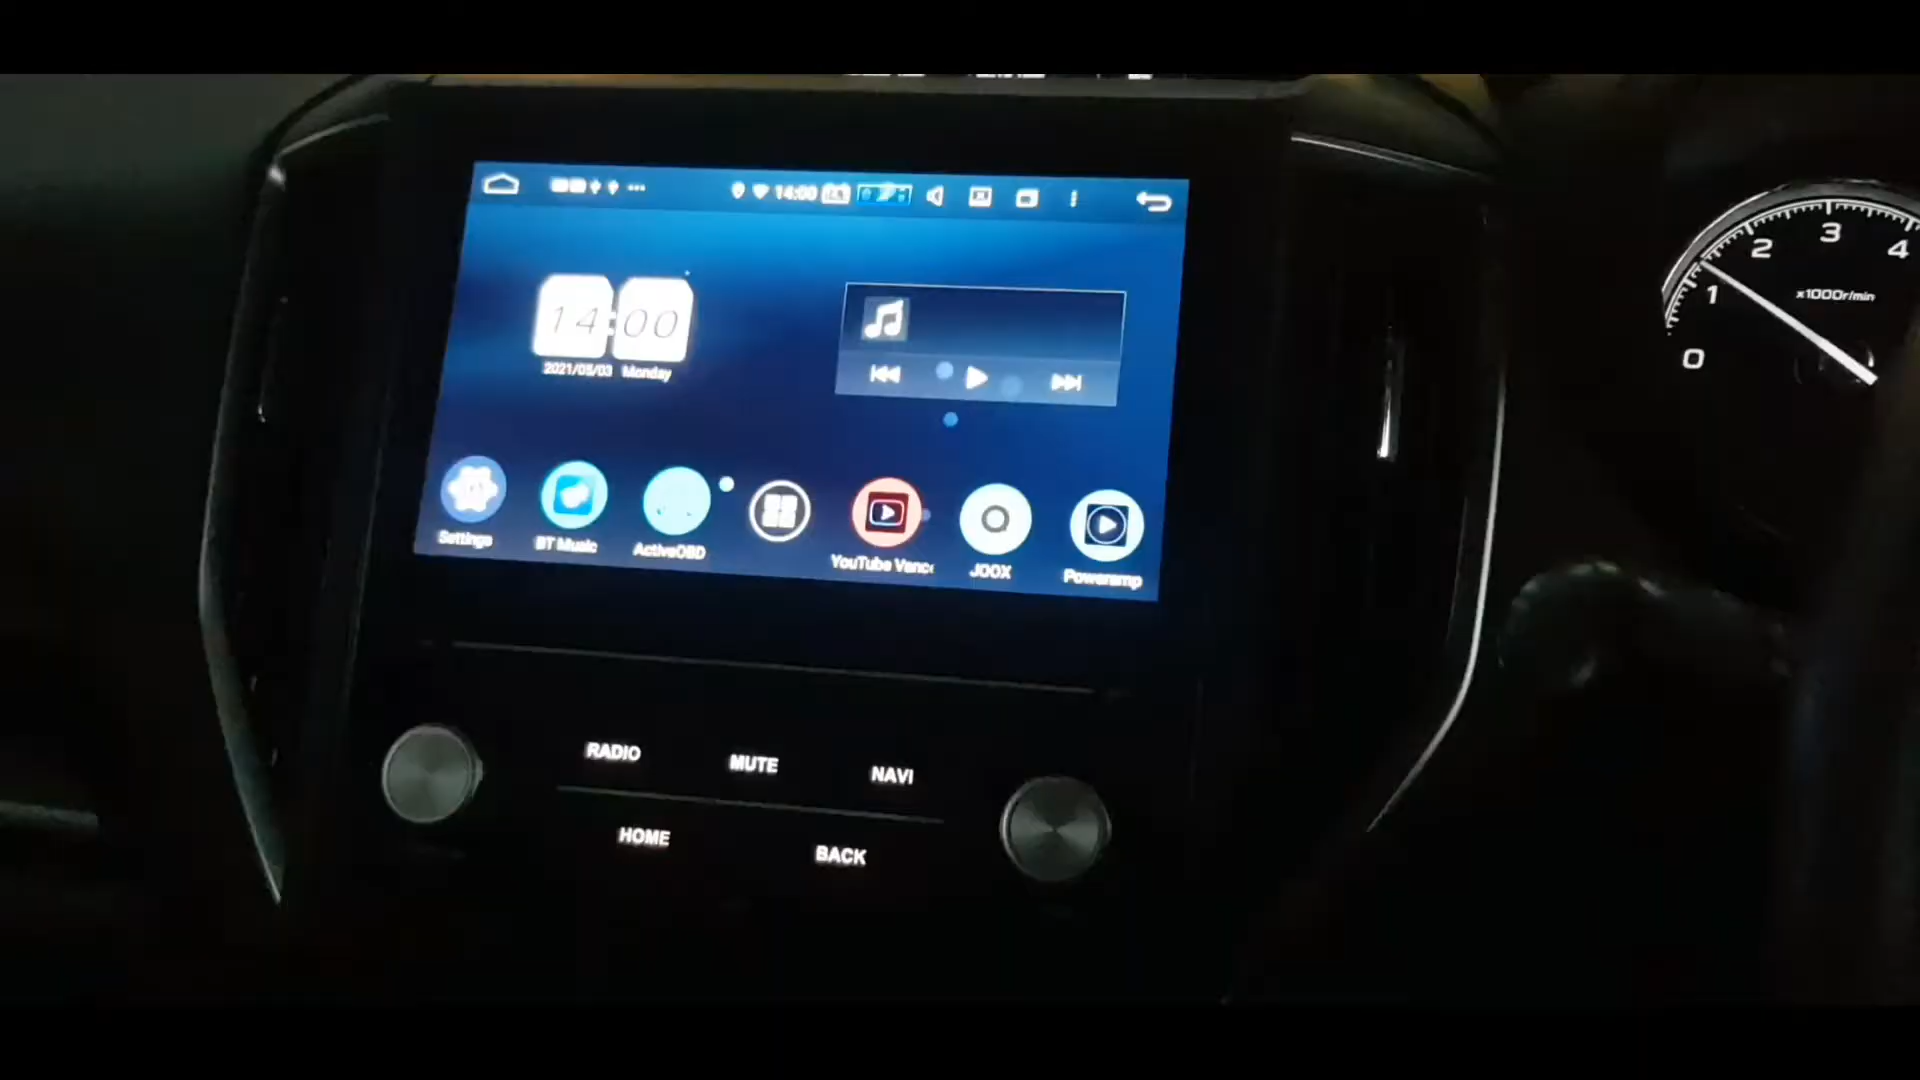 14:00
14:00
2021/05/03 Monday
Settings
BT Music
ActiveOBD
YouTube Vanc
JOOX
Poweramp
RADIO
MUTE
NAVI
HOME
BACK
0
1
2
3
4
x1000r/min